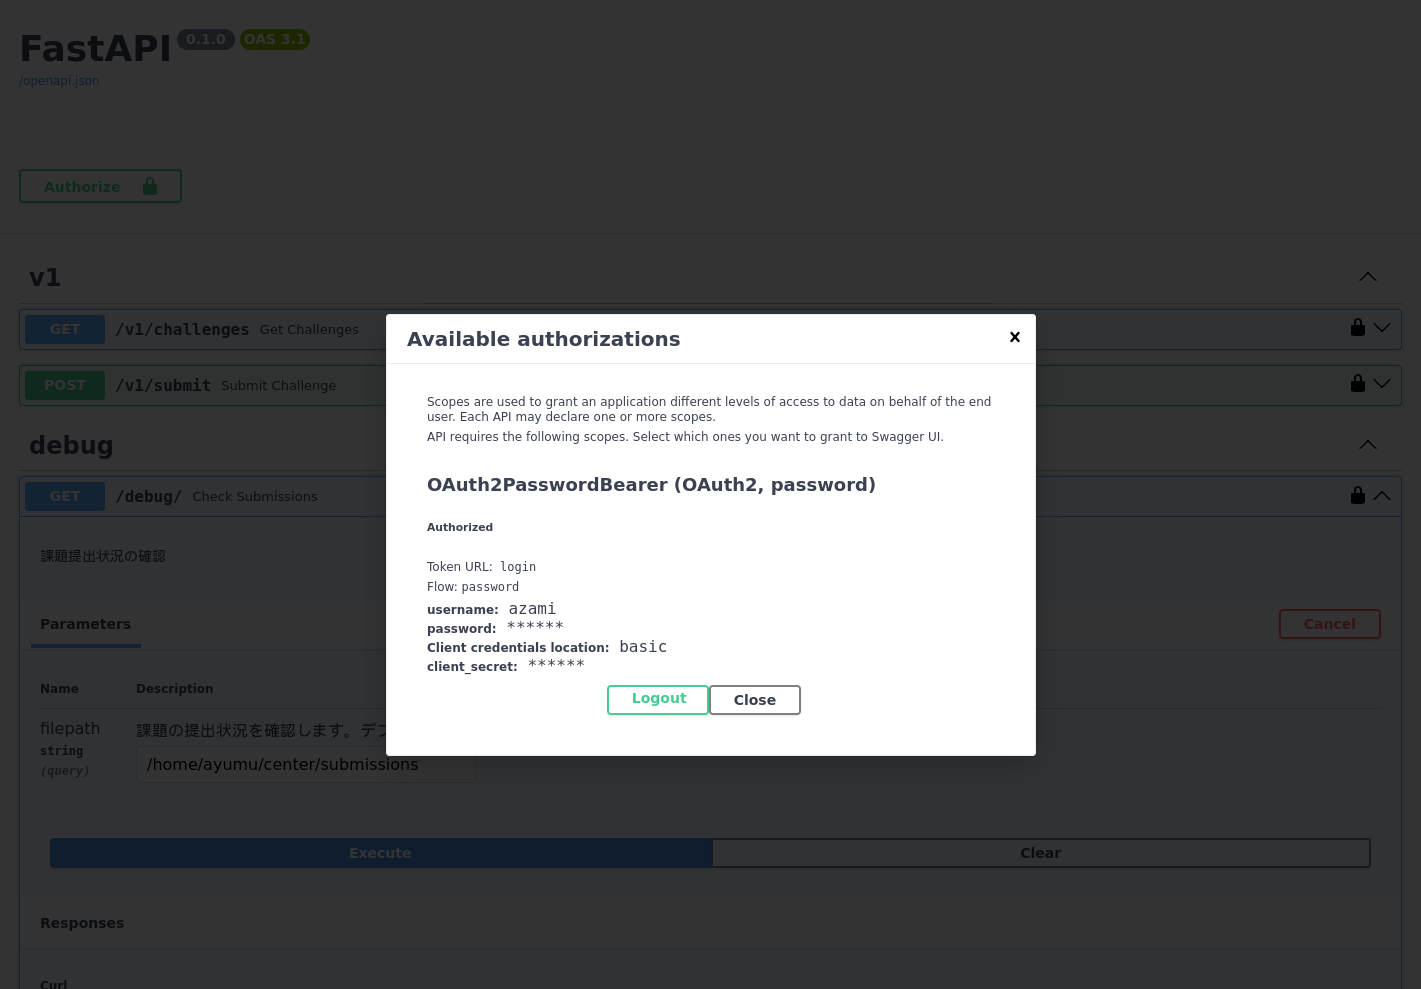 FastAPI 0.1.0 OAS 3.1
/openapi.json
Authorize
v1
GET /v1/challenges Get Challenges
POST /v1/submit Submit Challenge
debug
GET /debug/ Check Submissions
課題提出状況の確認
Parameters
Cancel
Name Description
filepath
string
(query)
課題の提出状況を確認します。デフ
/home/ayumu/center/submissions
Execute Clear
Responses
Curl
Available authorizations
Scopes are used to grant an application different levels of access to data on behalf of the end
user. Each API may declare one or more scopes.
API requires the following scopes. Select which ones you want to grant to Swagger UI.
OAuth2PasswordBearer (OAuth2, password)
Authorized
Token URL: login
Flow: password
username: azami
password: ******
Client credentials location: basic
client_secret: ******
Logout Close